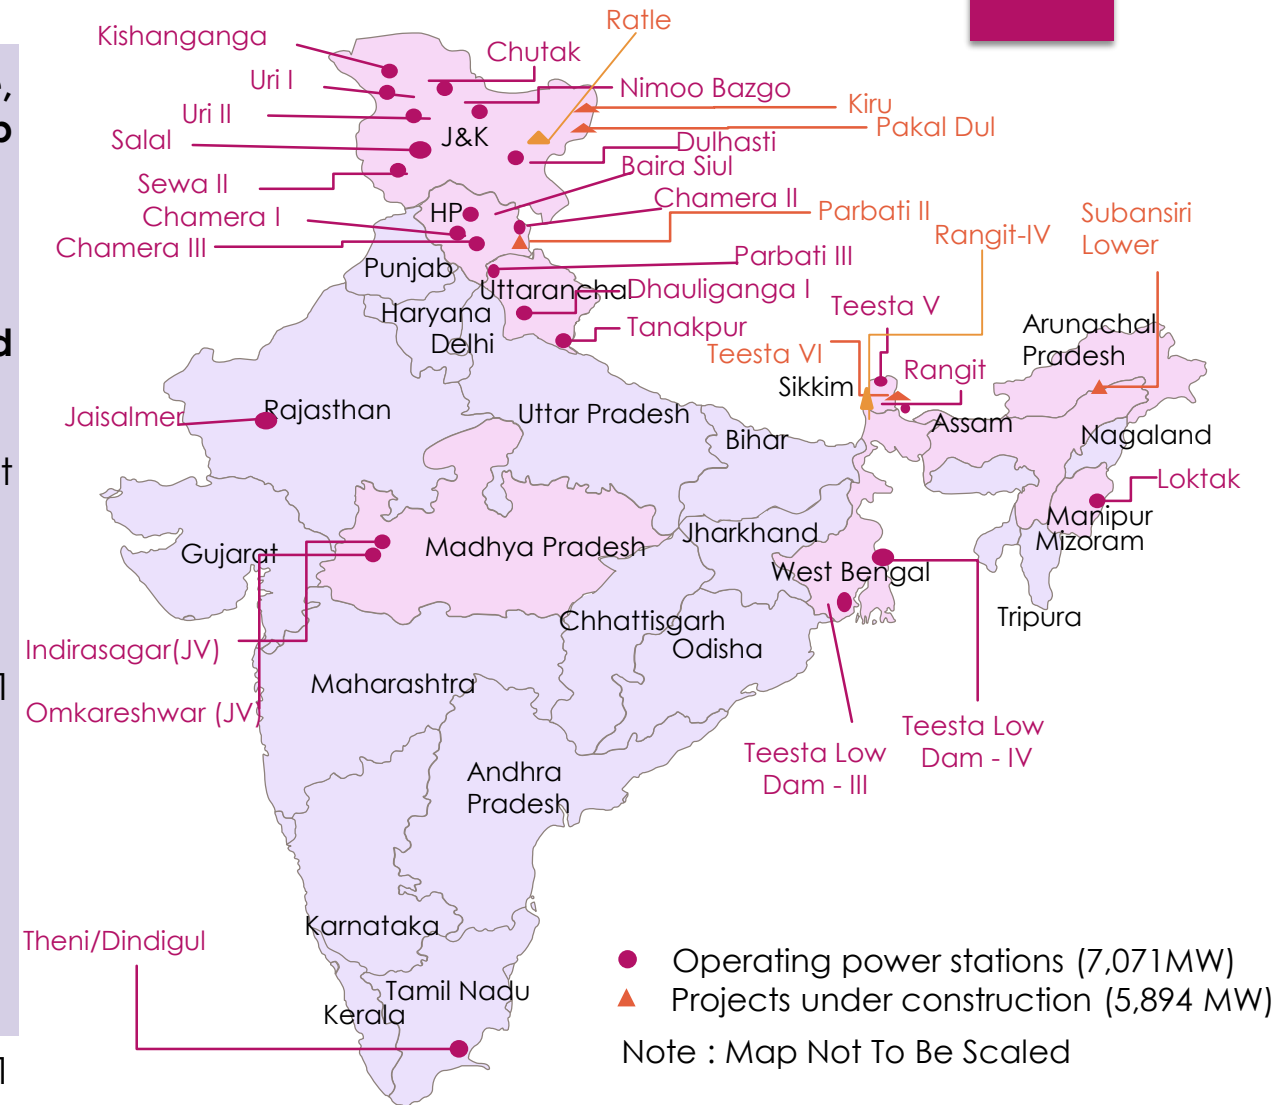 Ratle
Kishanganga
Chutak
Uri I
Nimoo Bazgo
Kiru
Uri II
Pakal Dul
Salal
J&K
Dulhasti
Baira Siul
Sewa II
Chamera II
Chamera I
HP
Parbati II
Subansiri
Lower
Rangit-IV
Chamera III
Parbati III
Punjab
Uttaranchal
Dhauliganga I
Teesta V
Haryana
Delhi
Tanakpur
Arunachal
Pradesh
Teesta VI
Rangit
Sikkim
Jaisalmer
Rajasthan
Uttar Pradesh
Assam
Bihar
Nagaland
Loktak
Manipur
Mizoram
Jharkhand
Gujarat
Madhya Pradesh
West Bengal
Tripura
Chhattisgarh
Odisha
Indirasagar(JV)
Maharashtra
Omkareshwar (JV)
Teesta Low
Dam - IV
Teesta Low
Dam - III
Andhra
Pradesh
Karnataka
Theni/Dindigul
Tamil Nadu
Kerala
Operating power stations (7,071MW)
Projects under construction (5,894 MW)
Note : Map Not To Be Scaled